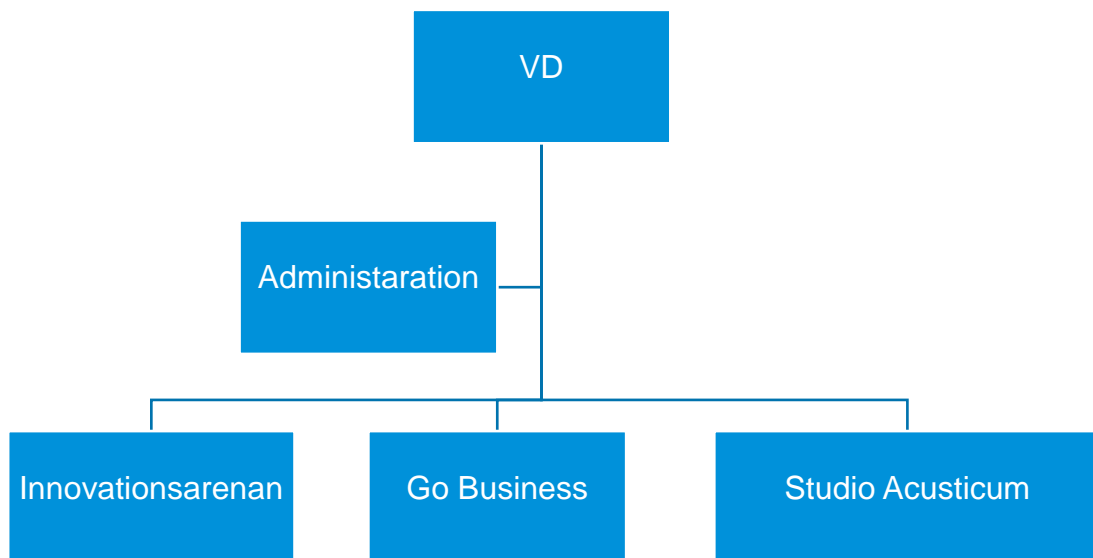 VD
Administaration
Innovationsarenan
Go Business
Studio Acusticum